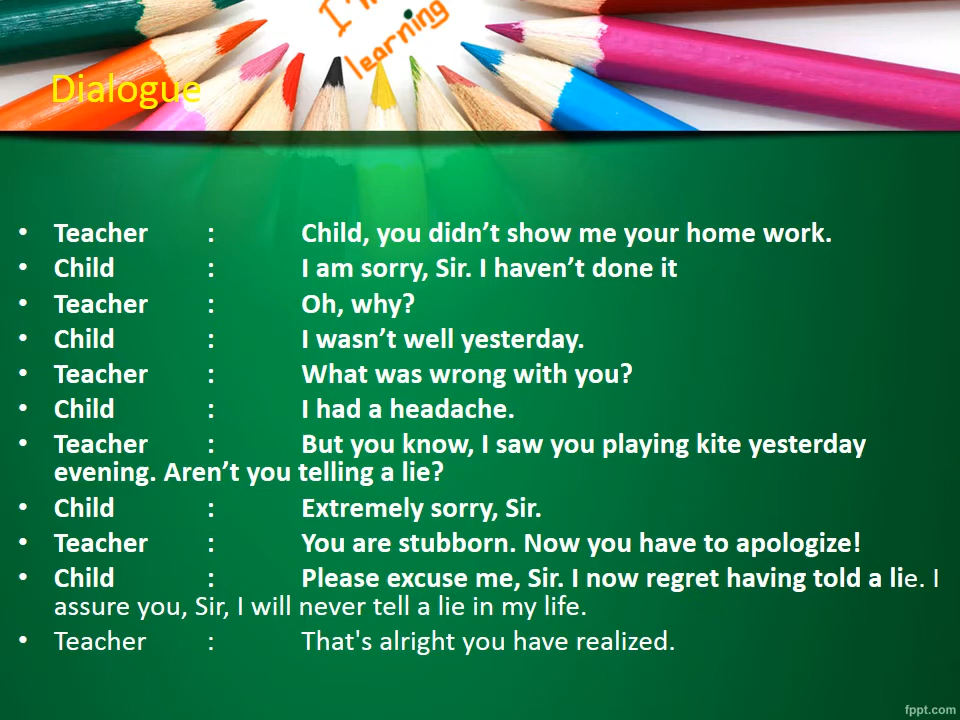 I'm
learning
Dialogue
• Teacher : Child, you didn’t show me your home work.
• Child : I am sorry, Sir. I haven’t done it
• Teacher : Oh, why?
• Child : I wasn’t well yesterday.
• Teacher : What was wrong with you?
• Child : I had a headache.
• Teacher : But you know, I saw you playing kite yesterday
evening. Aren’t you telling a lie?
• Child : Extremely sorry, Sir.
• Teacher : You are stubborn. Now you have to apologize!
• Child : Please excuse me, Sir. I now regret having told a lie. I
assure you, Sir, I will never tell a lie in my life.
• Teacher : That's alright you have realized.
fppt.com